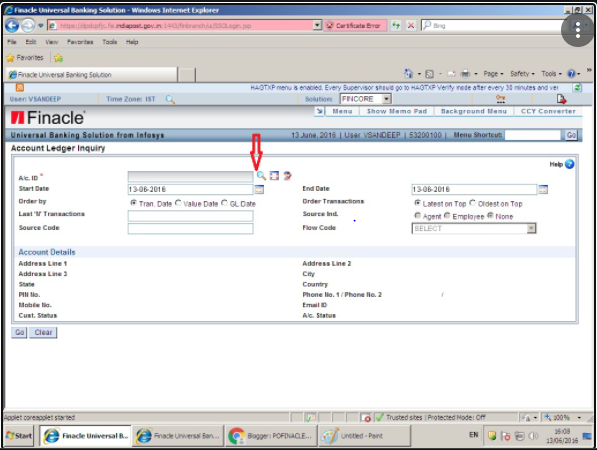 Finacle Universal Banking Solution - Windows Internet Explorer
Certificate Error
Bing
File Edit View Favorites Tools Help
Favorites
Finacle Universal Banking Solution
Page Safety Tools
HAGTXP menu is enabled. Every Supervisor should go to HAGTXP Verify mode after every 30 minutes and ver
User: VSANDEEP Time Zone: IST Solution: FINCORE
Menu | Show Memo Pad | Background Menu | CCY Converter
Finacle
Universal Banking Solution from Infosys 13 June, 2016 | User VSANDEEP | 53200100 | Menu Shortcut: Go
Account Ledger Inquiry
Help
A/c. ID *
Start Date 13-06-2016 End Date 13-06-2016
Order by Tran. Date Value Date GL Date Order Transactions Latest on Top Oldest on Top
Last 'N' Transactions Source Ind. Agent Employee None
Source Code Flow Code SELECT
Account Details
Address Line 1 Address Line 2
Address Line 3 City
State Country
PIN No. Phone No. 1 / Phone No. 2 /
Mobile No. Email ID
Cust. Status A/c. Status
Go Clear
Applet coreapplet started Trusted sites | Protected Mode: Off 100%
Start Finacle Universal B... Finacle Universal Ban... Blogger: POFINACLE... Untitled - Paint EN 16:08
13/06/2016